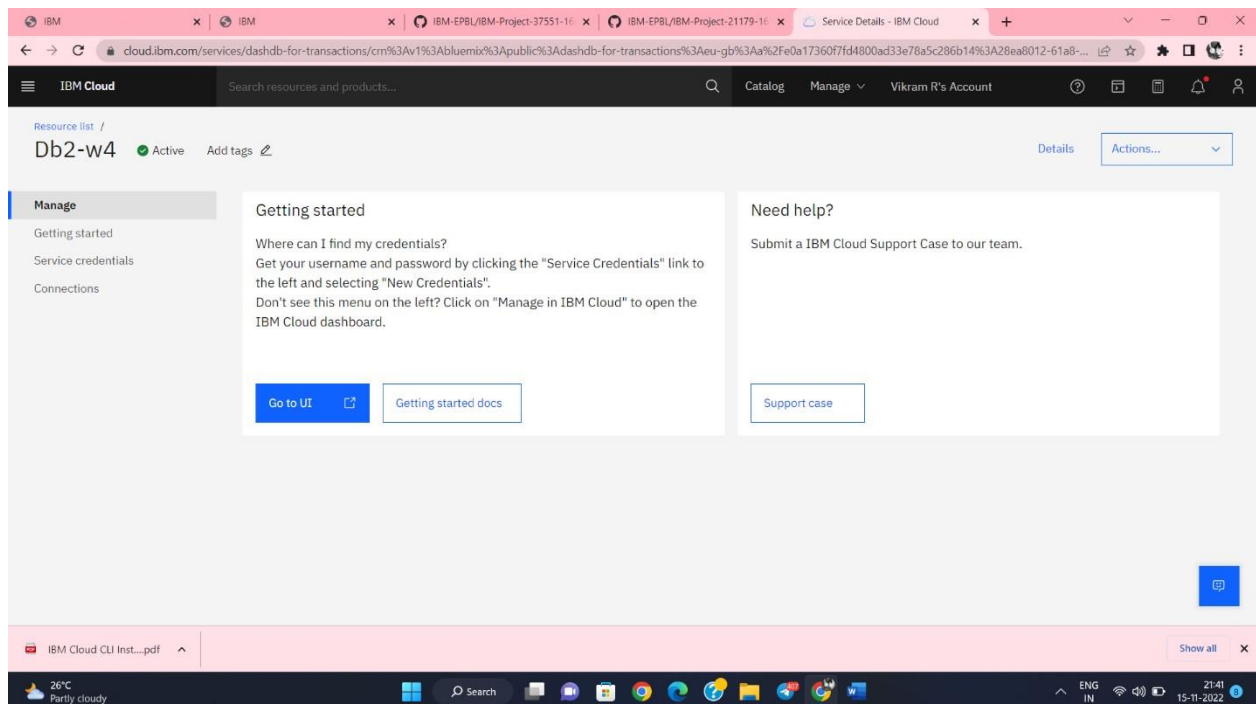 IBM
IBM
IBM-EPBL/IBM-Project-37551-16
IBM-EPBL/IBM-Project-21179-16
Service Details - IBM Cloud
cloud.ibm.com/services/dashdb-for-transactions/crn%3Av1%3Abluemix%3Apublic%3Adashdb-for-transactions%3Aeu-gb%3Aa%2Fe0a17360f7fd4800ad33e78a5c286b14%3A28ea8012-61a8-...
IBM Cloud
Search resources and products...
Catalog
Manage
Vikram R's Account
Resource list /
Db2-w4
Active
Add tags
Details
Actions...
Manage
Getting started
Service credentials
Connections
Getting started
Where can I find my credentials?
Get your username and password by clicking the "Service Credentials" link to
the left and selecting "New Credentials".
Don't see this menu on the left? Click on "Manage in IBM Cloud" to open the
IBM Cloud dashboard.
Go to UI
Getting started docs
Need help?
Submit a IBM Cloud Support Case to our team.
Support case
IBM Cloud CLI Inst....pdf
Show all
26°C
Partly cloudy
Search
ENG
IN
21:41
15-11-2022